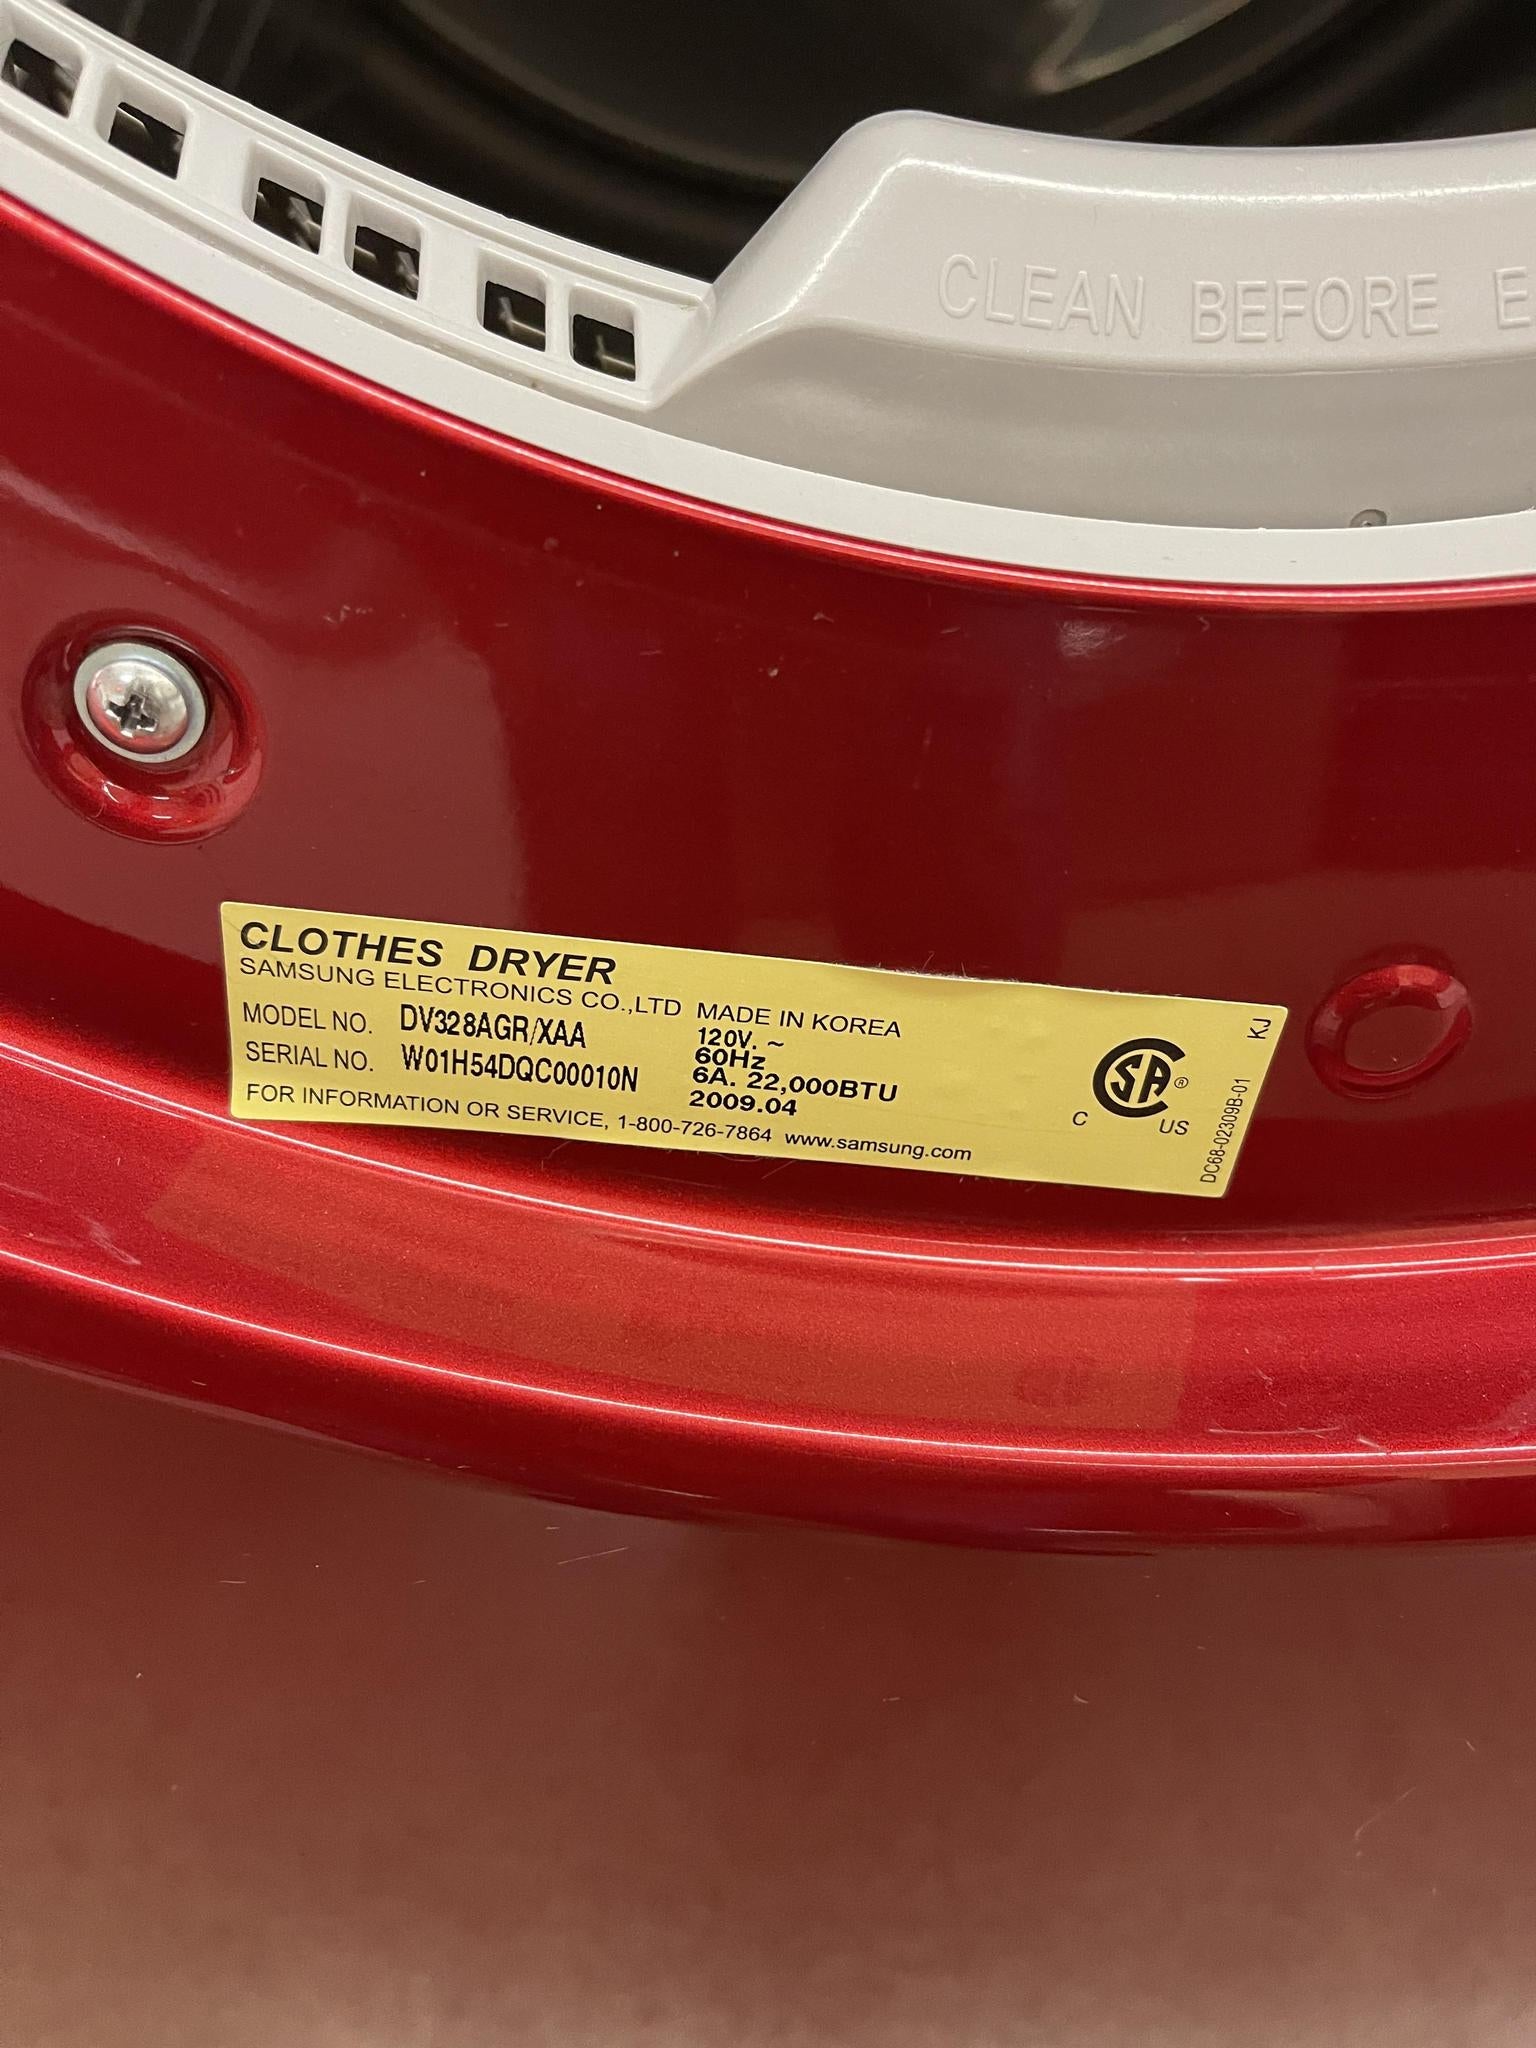 CLEAN BEFORE
CLOTHES DRYER
SAMSUNG ELECTRONICS CO.,LTD MADE IN KOREA
MODEL NO. DV328AGR/XAA
SERIAL NO. W01H54DQC00010N
120V. ~
60Hz
6A. 22,000BTU
2009.04
FOR INFORMATION OR SERVICE, 1-800-726-7864 www.samsung.com
SA ®
C US
KJ
DC68-02309B-01